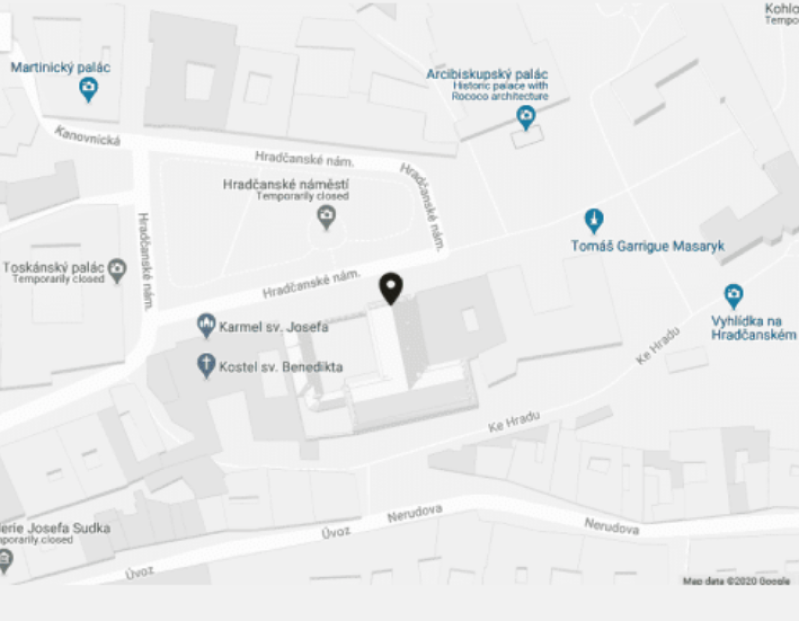 Kohlo
Tempo
Martinický palác
Arcibiskupský palác
Historic palace with
Rococo architecture
Kanovnická
Hradčanské nám.
Hradčanské nám.
Hradčanské náměstí
Temporarily closed
Hradčanské nám.
Tomáš Garrigue Masaryk
Toskánský palác
Temporarily closed
Hradčanské nám.
Karmel sv. Josefa
Vyhlídka na
Hradčanském
Ke Hradu
Kostel sv. Benedikta
Ke Hradu
Nerudova
Nerudova
erie Josefa Sudka
porarily closed
Úvoz
Úvoz
Map data ©2020 Google